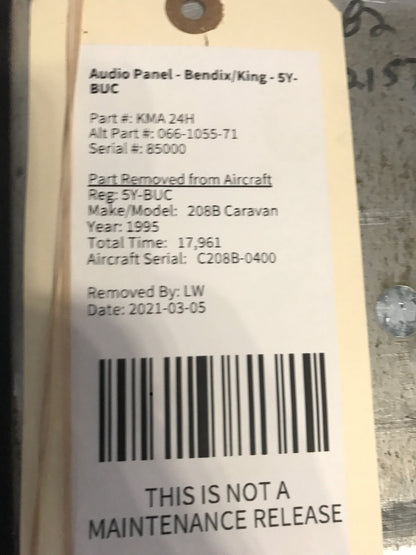 Audio Panel - Bendix/King - 5Y-
BUC
Part #: KMA 24H
Alt Part #: 066-1055-71
Serial #: 85000
Part Removed from Aircraft
Reg: 5Y-BUC
Make/Model: 208B Caravan
Year: 1995
Total Time: 17,961
Aircraft Serial: C208B-0400
Removed By: LW
Date: 2021-03-05
THIS IS NOT A
MAINTENANCE RELEASE